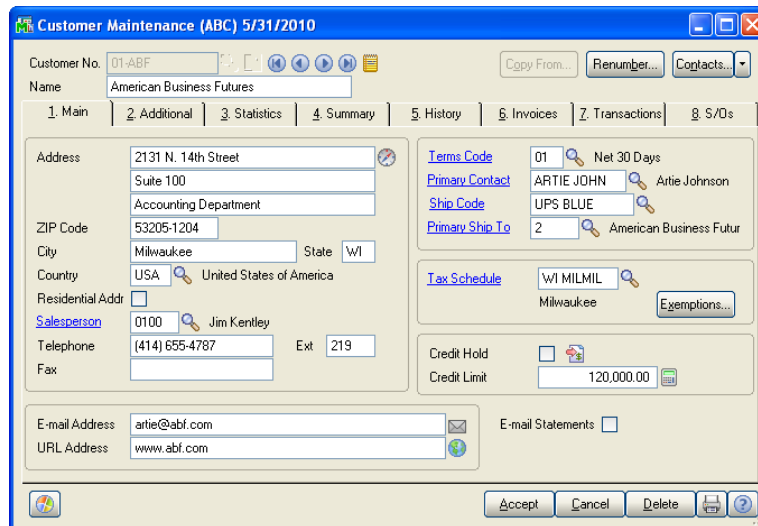 Customer Maintenance (ABC) 5/31/2010
Customer No. 01-ABF Copy From... Renumber... Contacts...
Name American Business Futures
1. Main 2. Additional 3. Statistics 4. Summary 5. History 6. Invoices 7. Transactions 8. S/Os
Address 2131 N. 14th Street Terms Code 01 Net 30 Days
Suite 100 Primary Contact ARTIE JOHN Artie Johnson
Accounting Department Ship Code UPS BLUE
ZIP Code 53205-1204 Primary Ship To 2 American Business Futur
City Milwaukee State WI
Country USA United States of America Tax Schedule WI MILMIL
Residential Addr Milwaukee Exemptions...
Salesperson 0100 Jim Kentley
Telephone (414) 655-4787 Ext 219 Credit Hold
Fax Credit Limit 120,000.00
E-mail Address artie@abf.com E-mail Statements
URL Address www.abf.com
Accept Cancel Delete